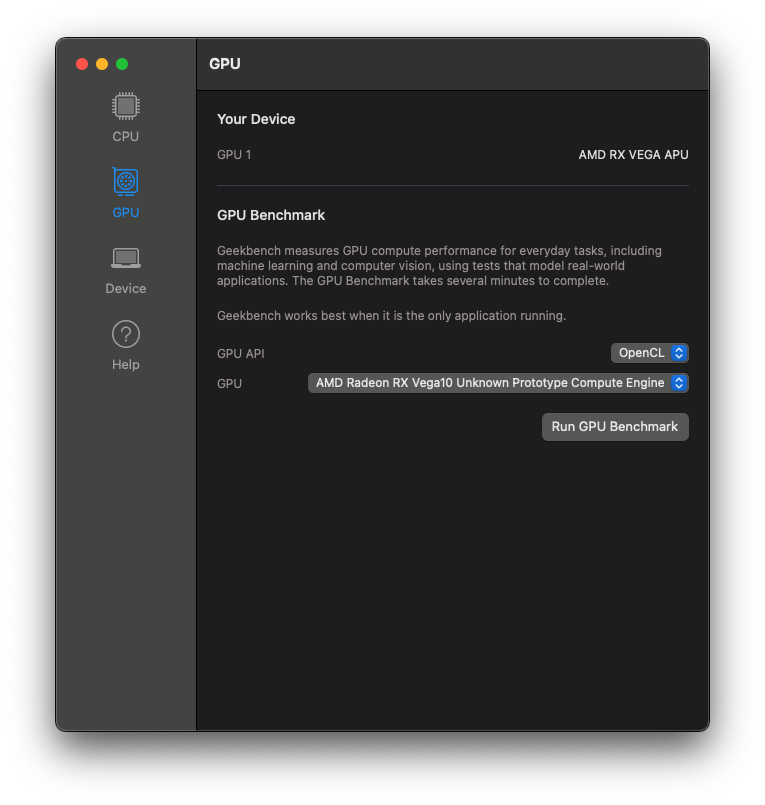 GPU
CPU
GPU
Device
Help
Your Device
GPU 1 AMD RX VEGA APU
GPU Benchmark
Geekbench measures GPU compute performance for everyday tasks, including
machine learning and computer vision, using tests that model real-world
applications. The GPU Benchmark takes several minutes to complete.
Geekbench works best when it is the only application running.
GPU API OpenCL
GPU AMD Radeon RX Vega10 Unknown Prototype Compute Engine
Run GPU Benchmark